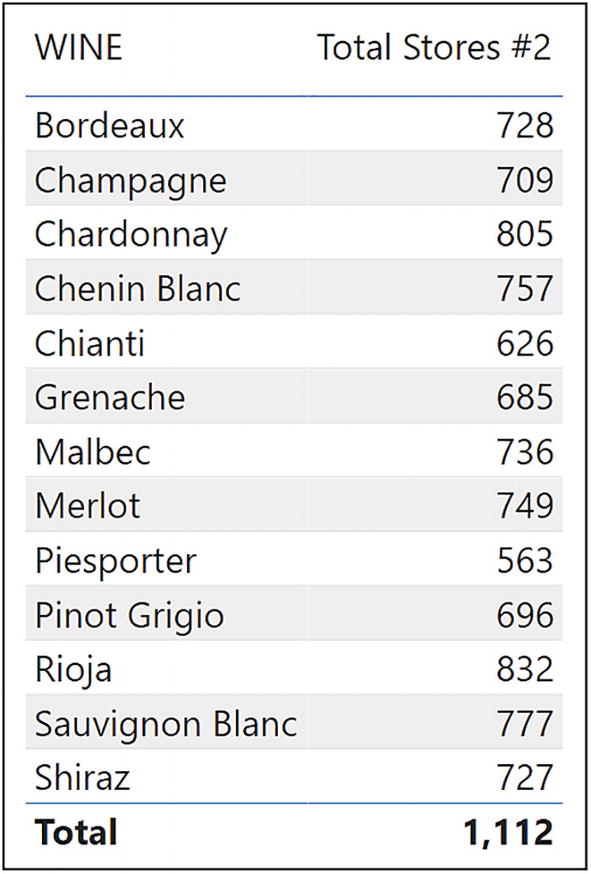 WINE Total Stores #2
Bordeaux 728
Champagne 709
Chardonnay 805
Chenin Blanc 757
Chianti 626
Grenache 685
Malbec 736
Merlot 749
Piesporter 563
Pinot Grigio 696
Rioja 832
Sauvignon Blanc 777
Shiraz 727
Total 1,112